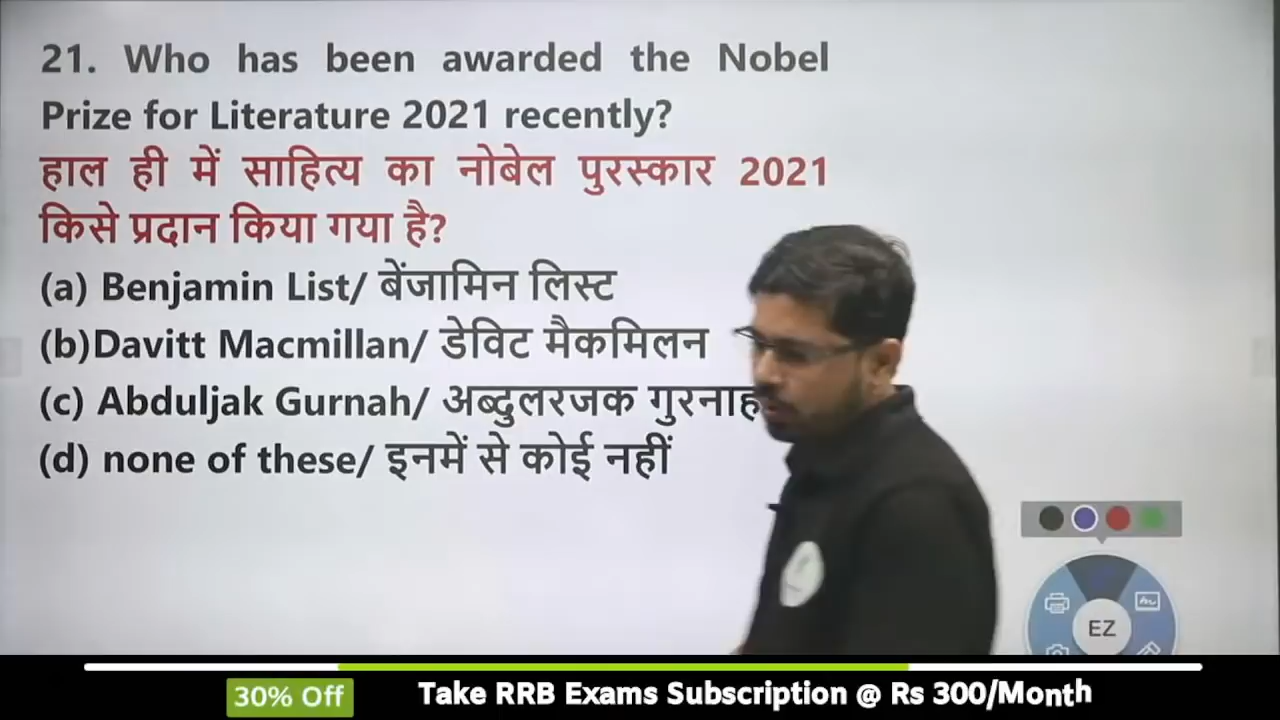 21. Who has been awarded the Nobel
Prize for Literature 2021 recently?
हाल ही में साहित्य का नोबेल पुरस्कार 2021
किसे प्रदान किया गया है?
(a) Benjamin List/ बेंजामिन लिस्ट
(b)Davitt Macmillan/ डेविट मैकमिलन
(c) Abduljak Gurnah/ अब्दुलरजक गुरनाह
(d) none of these/ इनमें से कोई नहीं
EZ
30% Off Take RRB Exams Subscription @ Rs 300/Month